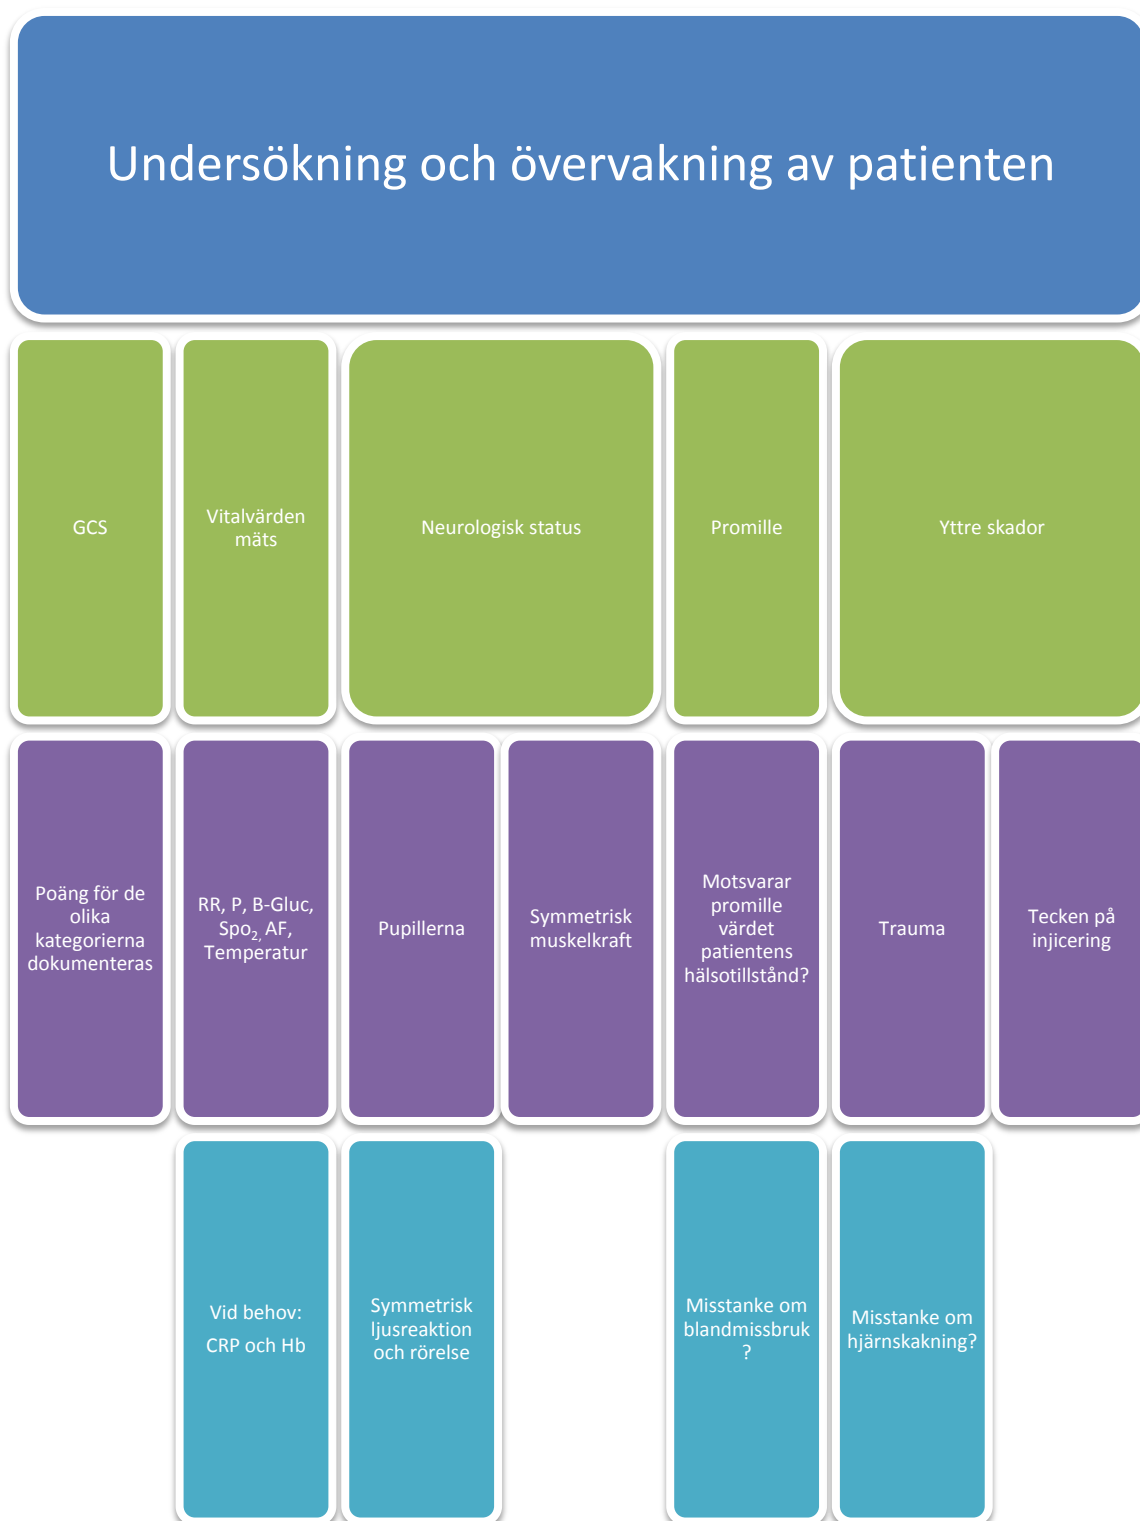 Undersökning och övervakning av patienten
GCS
Vitalvärden
mäts
Neurologisk status
Promille
Yttre skador
Poäng för de
olika
kategorierna
dokumenteras
RR, P, B-Gluc,
Spo2, AF,
Temperatur
Pupillerna
Symmetrisk
muskelkraft
Motsvarar
promille
värdet
patientens
hälsotillstånd?
Trauma
Tecken på
injicering
Vid behov:
CRP och Hb
Symmetrisk
ljusreaktion
och rörelse
Misstanke om
blandmissbruk
?
Misstanke om
hjärnskakning?